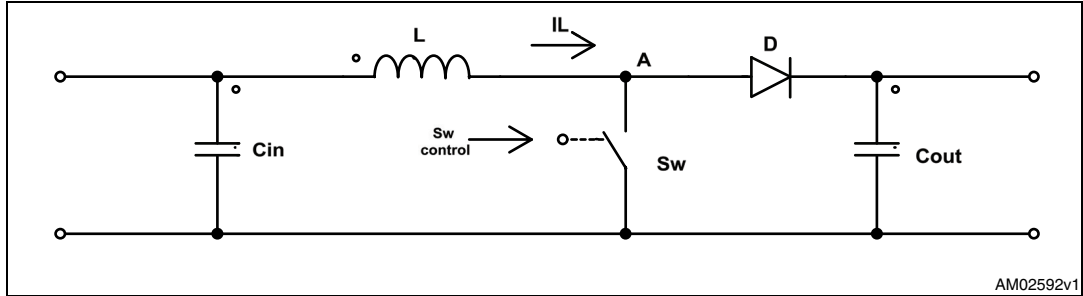 IL
L
D
A
Sw
control
Cin
Sw
Cout
AM02592v1